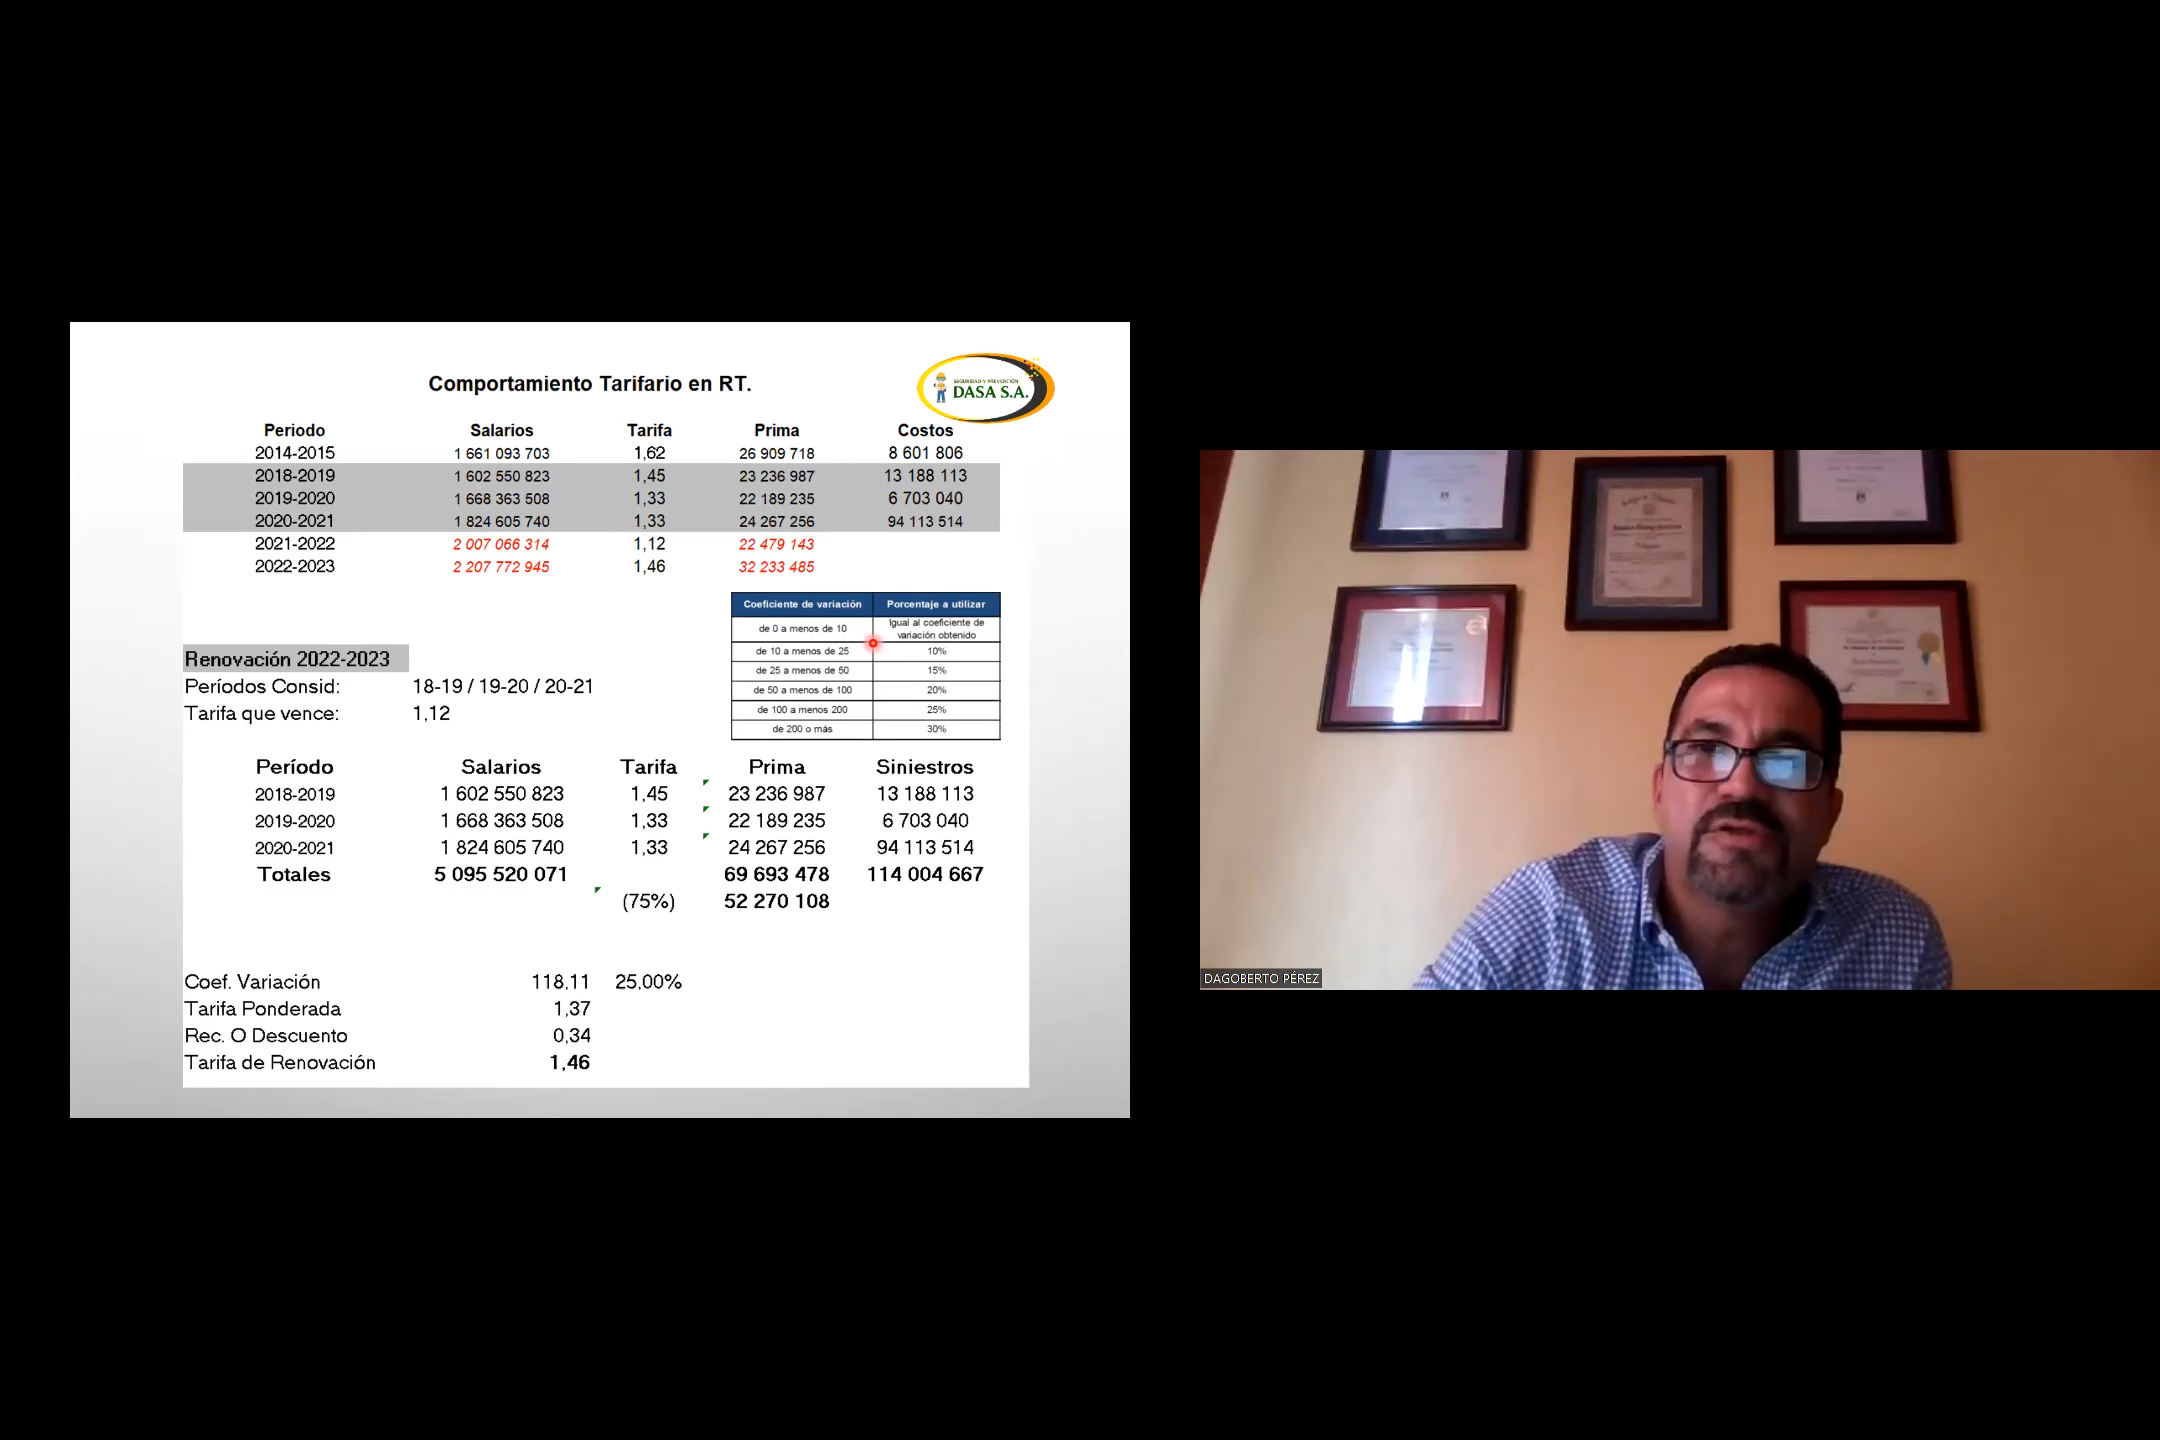 Comportamiento Tarifario en RT.
SEGURIDAD Y PREVENCION
DASA S.A.
Periodo Salarios Tarifa Prima Costos
2014-2015 1 661 093 703 1,62 26 909 718 8 601 806
2018-2019 1 602 550 823 1,45 23 236 987 13 188 113
2019-2020 1 668 363 508 1,33 22 189 235 6 703 040
2020-2021 1 824 605 740 1,33 24 267 256 94 113 514
2021-2022 2 007 066 314 1,12 22 479 143
2022-2023 2 207 772 945 1,46 32 233 485
Coeficiente de variación Porcentaje a utilizar
de 0 a menos de 10 Igual al coeficiente de
variación obtenido
de 10 a menos de 25 10%
de 25 a menos de 50 15%
de 50 a menos de 100 20%
de 100 a menos 200 25%
de 200 o más 30%
Renovación 2022-2023
Períodos Consid: 18-19 / 19-20 / 20-21
Tarifa que vence: 1,12
Período Salarios Tarifa Prima Siniestros
2018-2019 1 602 550 823 1,45 23 236 987 13 188 113
2019-2020 1 668 363 508 1,33 22 189 235 6 703 040
2020-2021 1 824 605 740 1,33 24 267 256 94 113 514
Totales 5 095 520 071 69 693 478 114 004 667
(75%) 52 270 108
Coef. Variación 118,11 25,00%
Tarifa Ponderada 1,37
Rec. O Descuento 0,34
Tarifa de Renovación 1,46
DAGOBERTO PÉREZ